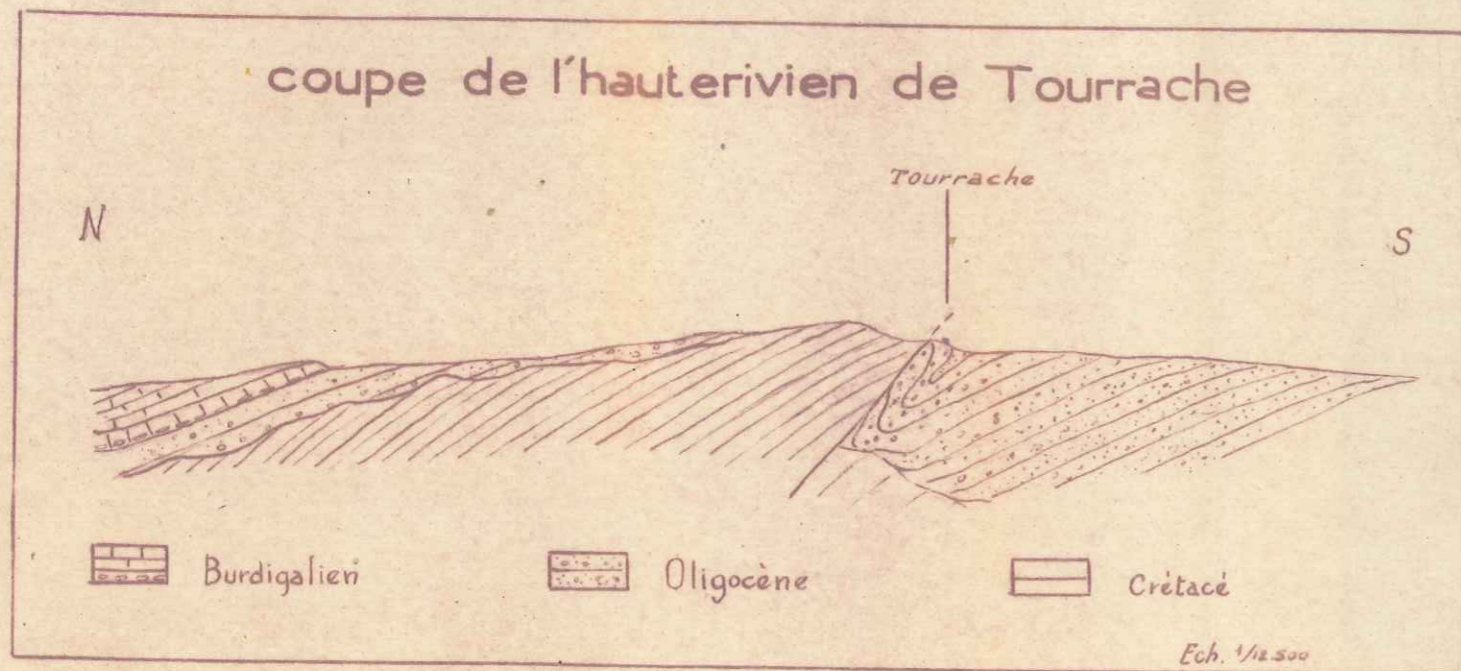 coupe de l'hauterivien de Tourrache
Tourrache
N
S
Burdigalien
Oligocène
Crétacé
Ech. 1/12.500